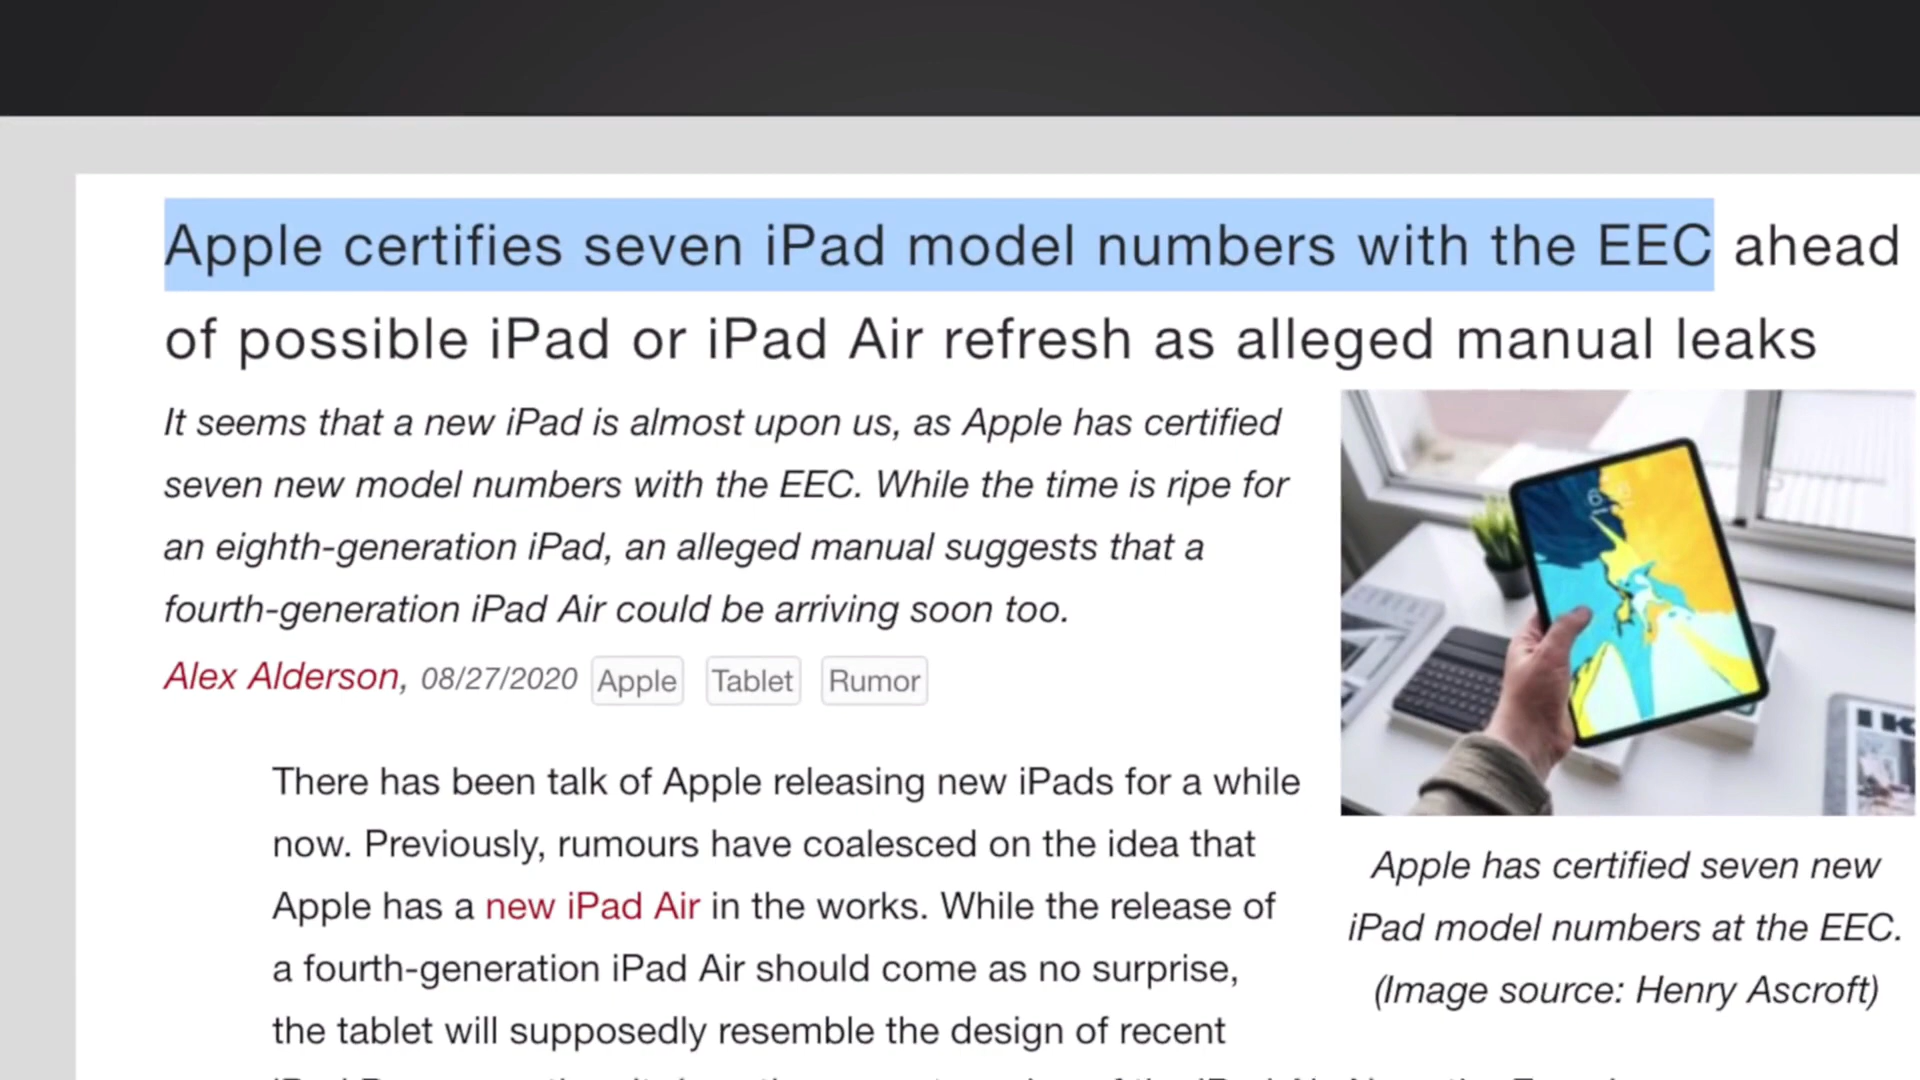 Apple certifies seven iPad model numbers with the EEC ahead
of possible iPad or iPad Air refresh as alleged manual leaks
It seems that a new iPad is almost upon us, as Apple has certified
seven new model numbers with the EEC. While the time is ripe for
an eighth-generation iPad, an alleged manual suggests that a
fourth-generation iPad Air could be arriving soon too.
Alex Alderson, 08/27/2020 Apple Tablet Rumor
There has been talk of Apple releasing new iPads for a while
now. Previously, rumours have coalesced on the idea that
Apple has a new iPad Air in the works. While the release of
a fourth-generation iPad Air should come as no surprise,
the tablet will supposedly resemble the design of recent
Apple has certified seven new
iPad model numbers at the EEC.
(Image source: Henry Ascroft)